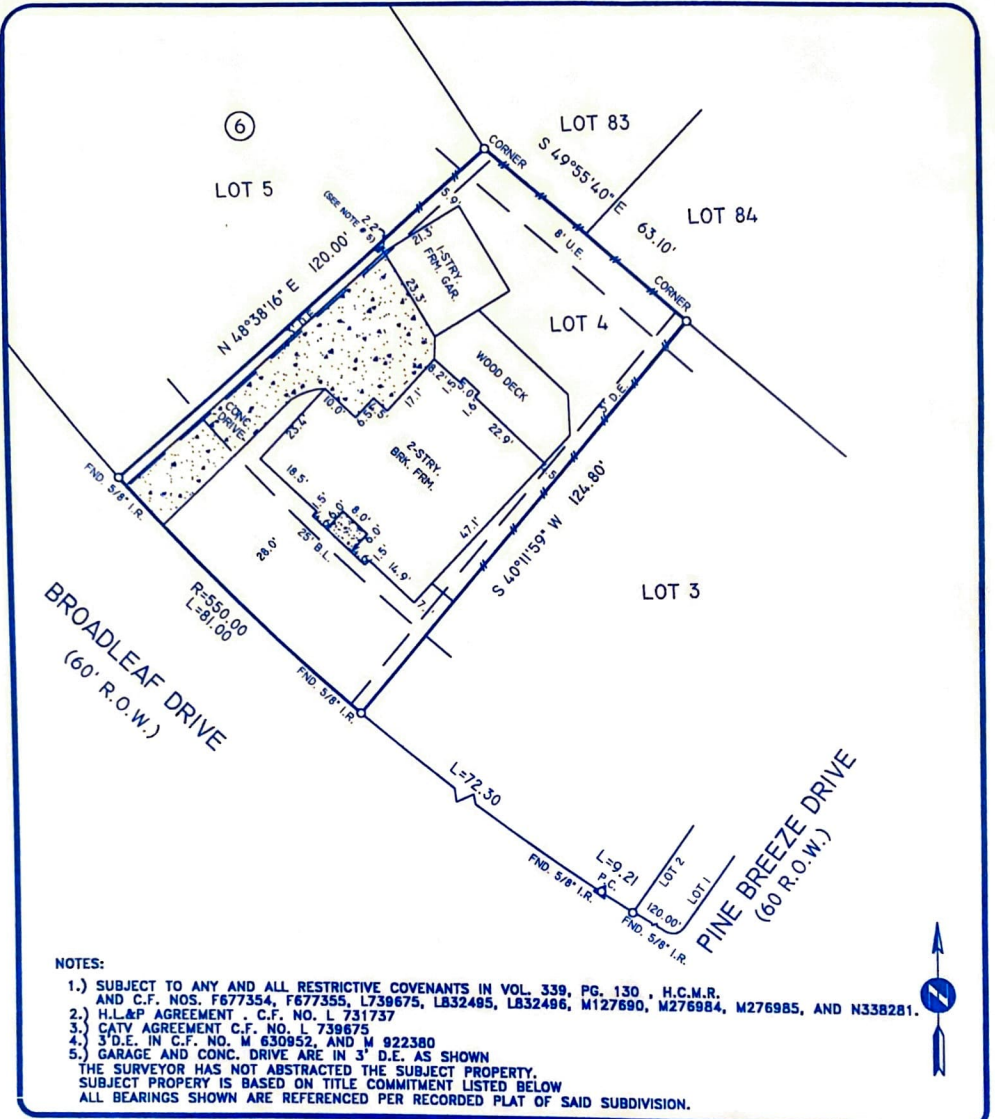 6
LOT 5
LOT 83
LOT 84
CORNER
S 49°55'40" E
63.10'
CORNER
8' U.E.
5.9'
2.2'
(SEE NOTE # 5)
21.3'
1-STRY.
FRM. GAR.
23.3'
N 48°38'16" E 120.00'
LOT 4
WOOD DECK
3' D.E.
CONC.
DRIVE
10.0'
6.5'
17.1'
8.2'
1.5'
5.0'
1.6'
22.9'
23.4'
2-STRY.
BRK. FRM.
18.5'
8.0'
14.9'
47.1'
S 40°11'59" W 124.80'
25' B.L.
28.0'
FND. 5/8" I.R.
LOT 3
R=550.00
L=81.00
BROADLEAF DRIVE
(60' R.O.W.)
FND. 5/8" I.R.
L=72.30
L=9.21
P.C.
FND. 5/8" I.R.
LOT 2
LOT 1
120.00'
FND. 5/8" I.R.
PINE BREEZE DRIVE
(60 R.O.W.)
NOTES:
1.) SUBJECT TO ANY AND ALL RESTRICTIVE COVENANTS IN VOL. 339, PG. 130 , H.C.M.R.
AND C.F. NOS. F677354, F677355, L739675, L832495, L832496, M127690, M276984, M276985, AND N338281.
2.) H.L.&P AGREEMENT . C.F. NO. L 731737
3.) CATV AGREEMENT C.F. NO. L 739675
4.) 3'D.E. IN C.F. NO. M 630952, AND M 922380
5.) GARAGE AND CONC. DRIVE ARE IN 3' D.E. AS SHOWN
THE SURVEYOR HAS NOT ABSTRACTED THE SUBJECT PROPERTY.
SUBJECT PROPERY IS BASED ON TITLE COMMITMENT LISTED BELOW
ALL BEARINGS SHOWN ARE REFERENCED PER RECORDED PLAT OF SAID SUBDIVISION.